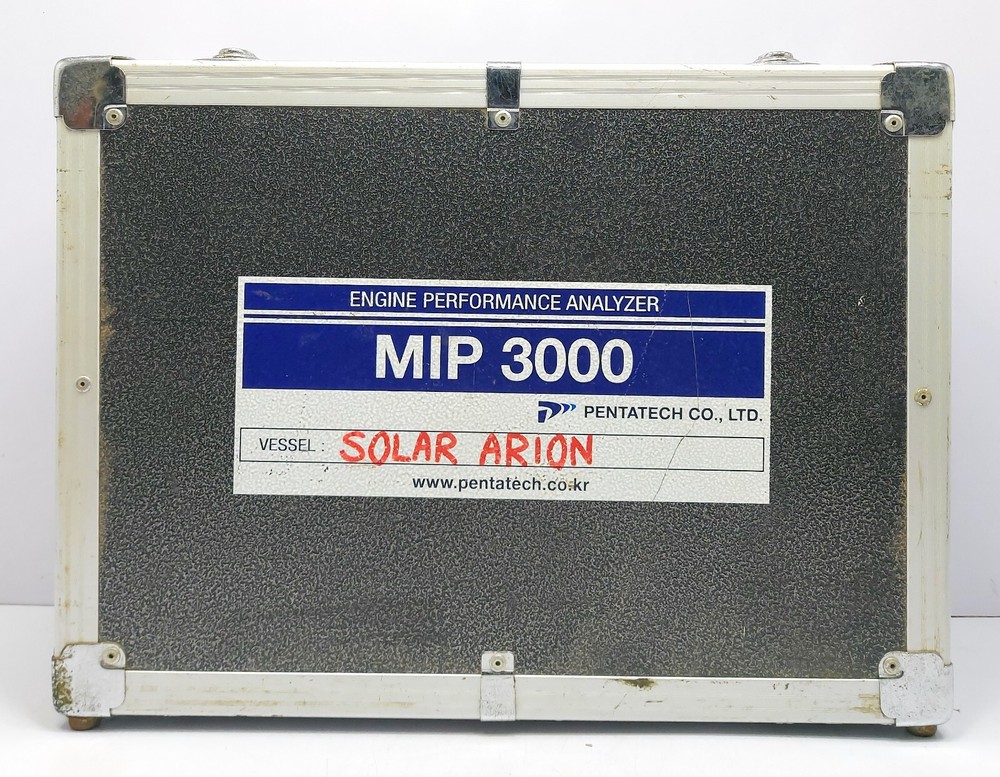 ENGINE PERFORMANCE ANALYZER
MIP 3000
PENTATECH CO., LTD.
VESSEL : SOLAR ARION
www.pentatech.co.kr